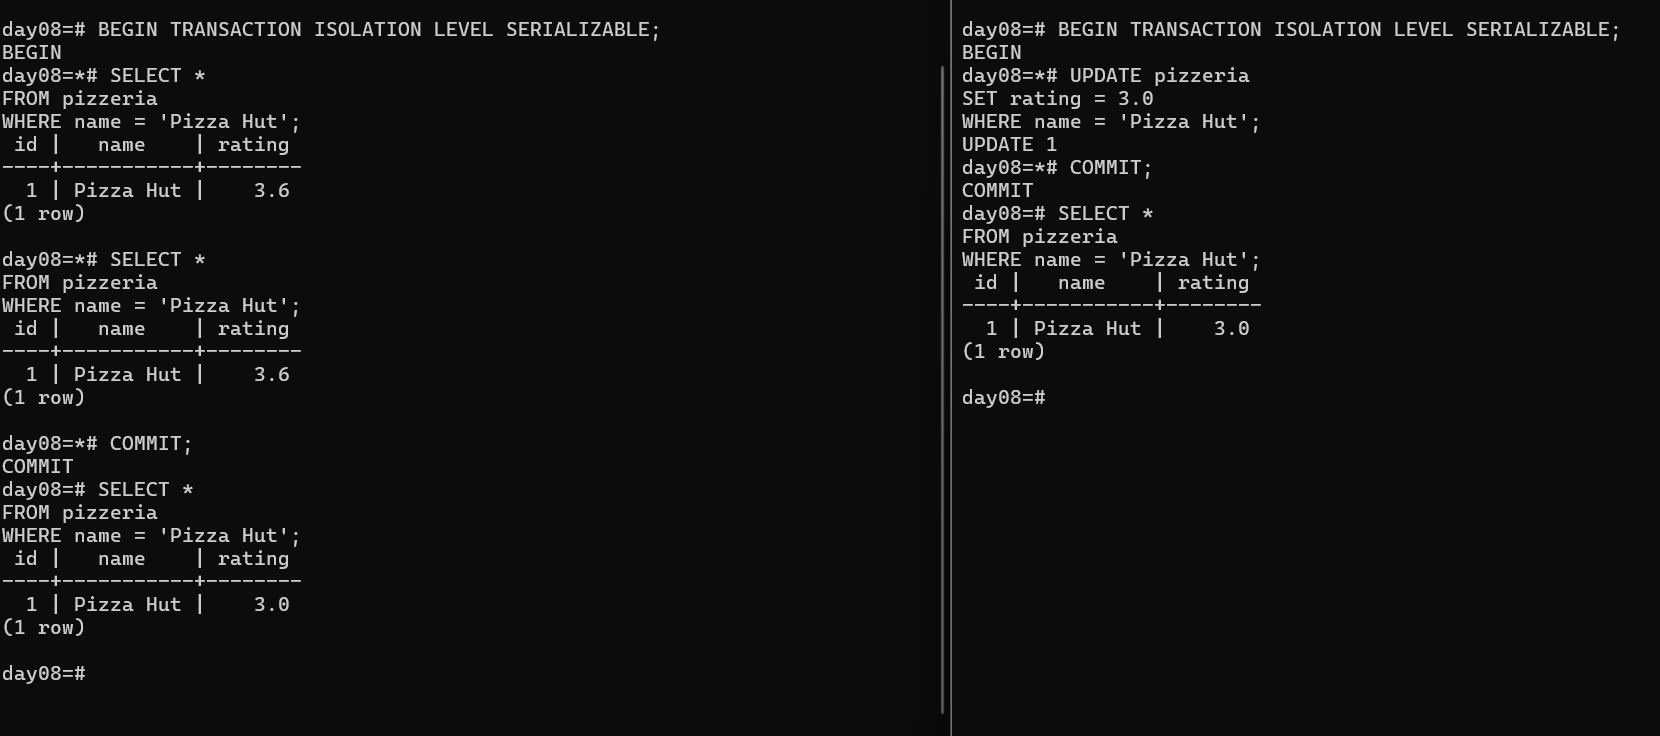 day08=# BEGIN TRANSACTION ISOLATION LEVEL SERIALIZABLE;
BEGIN
day08=*# SELECT *
FROM pizzeria
WHERE name = 'Pizza Hut';
 id |   name    | rating
----+-----------+--------
  1 | Pizza Hut |    3.6
(1 row)

day08=*# SELECT *
FROM pizzeria
WHERE name = 'Pizza Hut';
 id |   name    | rating
----+-----------+--------
  1 | Pizza Hut |    3.6
(1 row)

day08=*# COMMIT;
COMMIT
day08=# SELECT *
FROM pizzeria
WHERE name = 'Pizza Hut';
 id |   name    | rating
----+-----------+--------
  1 | Pizza Hut |    3.0
(1 row)

day08=#
day08=# BEGIN TRANSACTION ISOLATION LEVEL SERIALIZABLE;
BEGIN
day08=*# UPDATE pizzeria
SET rating = 3.0
WHERE name = 'Pizza Hut';
UPDATE 1
day08=*# COMMIT;
COMMIT
day08=# SELECT *
FROM pizzeria
WHERE name = 'Pizza Hut';
 id |   name    | rating
----+-----------+--------
  1 | Pizza Hut |    3.0
(1 row)

day08=#